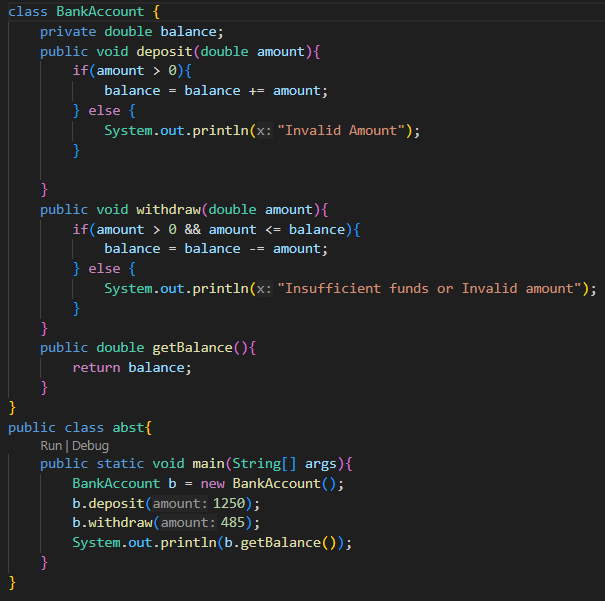 class BankAccount {
    private double balance;
    public void deposit(double amount){
        if(amount > 0){
            balance = balance += amount;
        } else {
            System.out.println(x: "Invalid Amount");
        }

    }
    public void withdraw(double amount){
        if(amount > 0 && amount <= balance){
            balance = balance -= amount;
        } else {
            System.out.println(x: "Insufficient funds or Invalid amount");
        }
    }
    public double getBalance(){
        return balance;
    }
}
public class abst{
    Run | Debug
    public static void main(String[] args){
        BankAccount b = new BankAccount();
        b.deposit(amount: 1250);
        b.withdraw(amount: 485);
        System.out.println(b.getBalance());
    }
}